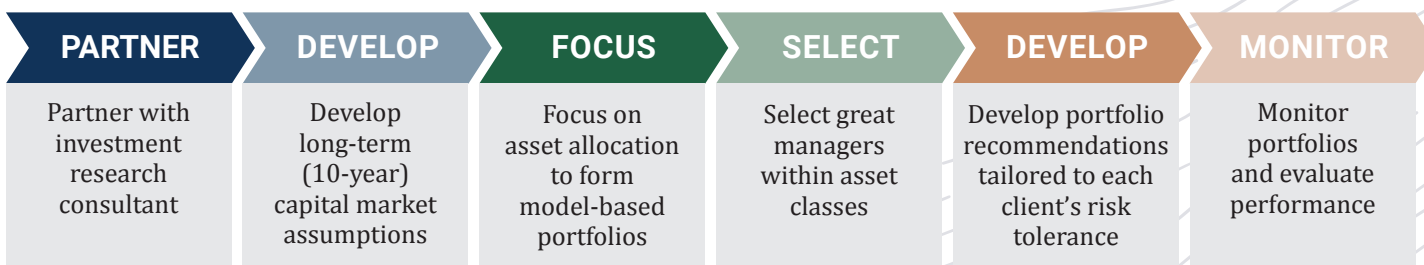 PARTNER
Partner with
investment
research
consultant
DEVELOP
Develop
long-term
(10-year)
capital market
assumptions
FOCUS
Focus on
asset allocation
to form
model-based
portfolios
SELECT
Select great
managers
within asset
classes
DEVELOP
Develop portfolio
recommendations
tailored to each
client’s risk
tolerance
MONITOR
Monitor
portfolios
and evaluate
performance